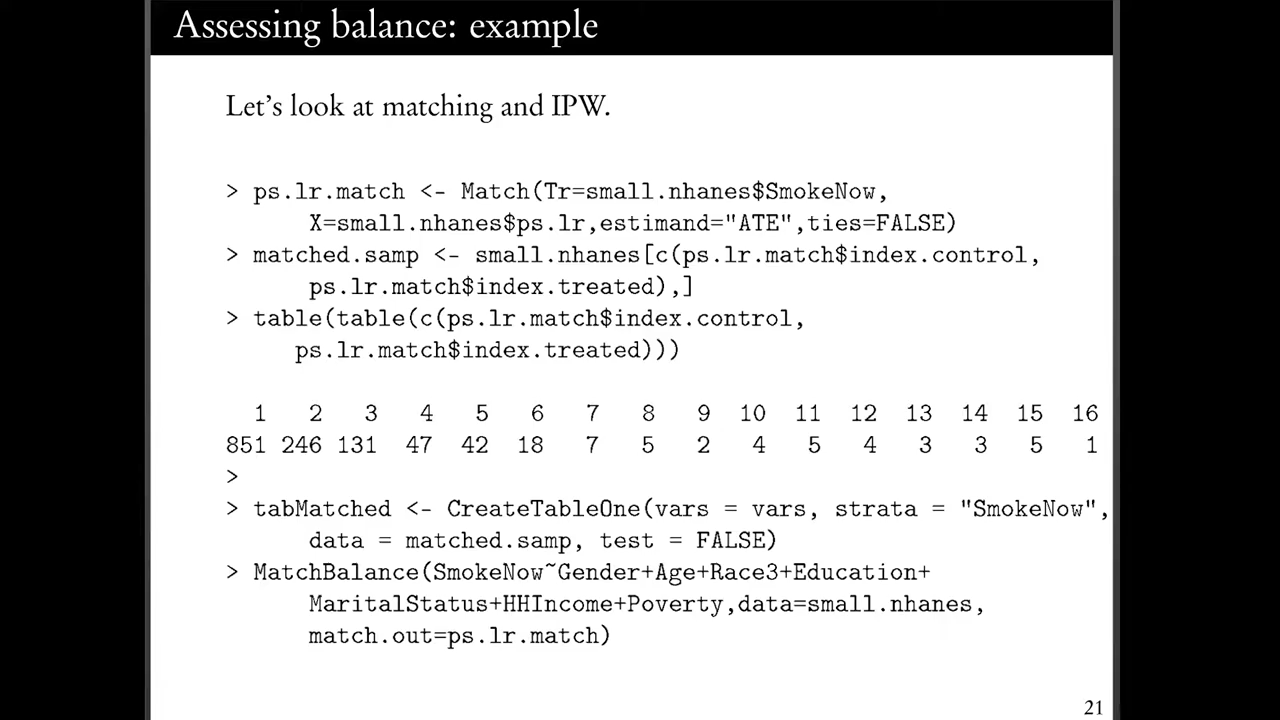 Assessing balance: example
Let's look at matching and IPW.
> ps.lr.match <- Match(Tr=small.nhanes$SmokeNow,
X=small.nhanes$ps.lr,estimand="ATE",ties=FALSE)
> matched.samp <- small.nhanes[c(ps.lr.match$index.control,
ps.lr.match$index.treated),]
> table(table(c(ps.lr.match$index.control,
ps.lr.match$index.treated)))
1 2 3 4 5 6 7 8 9 10 11 12 13 14 15 16
851 246 131 47 42 18 7 5 2 4 5 4 3 3 5 1
>
> tabMatched <- CreateTableOne(vars = vars, strata = "SmokeNow",
data = matched.samp, test = FALSE)
> MatchBalance(SmokeNow~Gender+Age+Race3+Education+
MaritalStatus+HHIncome+Poverty,data=small.nhanes,
match.out=ps.lr.match)
21